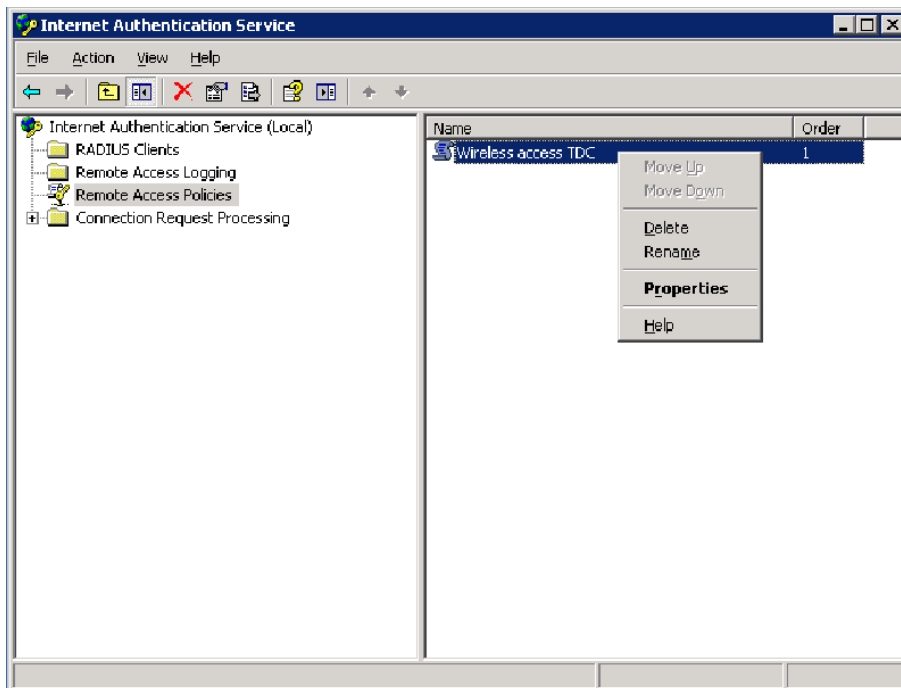 Internet Authentication Service
File Action View Help
Internet Authentication Service (Local)
RADIUS Clients
Remote Access Logging
Remote Access Policies
Connection Request Processing
Name Order
Wireless access TDC 1
Move Up
Move Down
Delete
Rename
Properties
Help